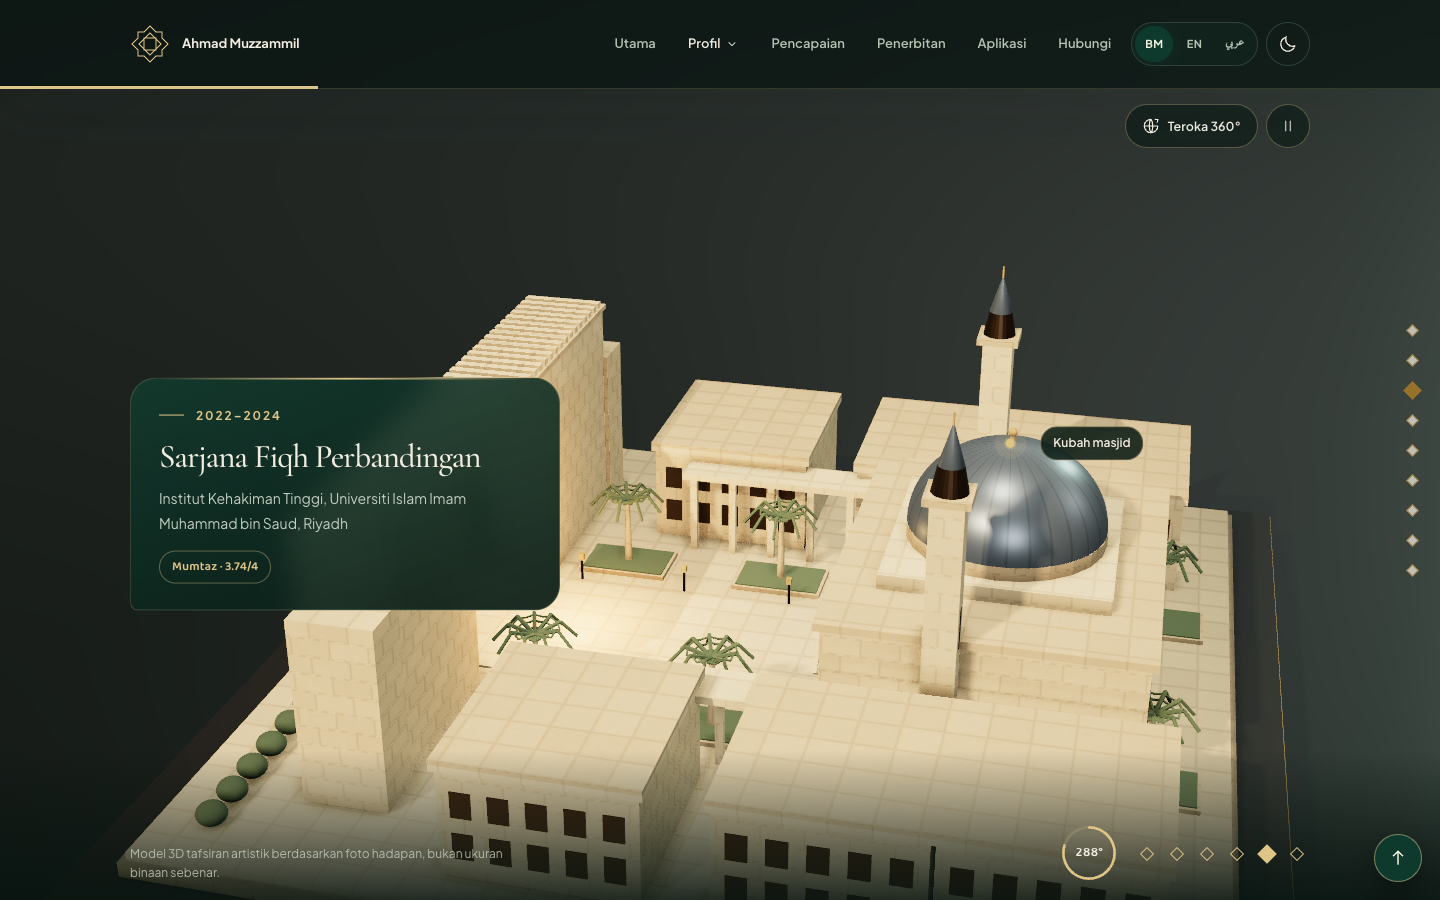 Ahmad Muzzammil
Utama
Profil
Pencapaian
Penerbitan
Aplikasi
Hubungi
BM
EN
عربي
Teroka 360°
2022–2024
Sarjana Fiqh Perbandingan
Institut Kehakiman Tinggi, Universiti Islam Imam
Muhammad bin Saud, Riyadh
Mumtaz · 3.74/4
Kubah masjid
Model 3D tafsiran artistik berdasarkan foto hadapan, bukan ukuran
binaan sebenar.
288°